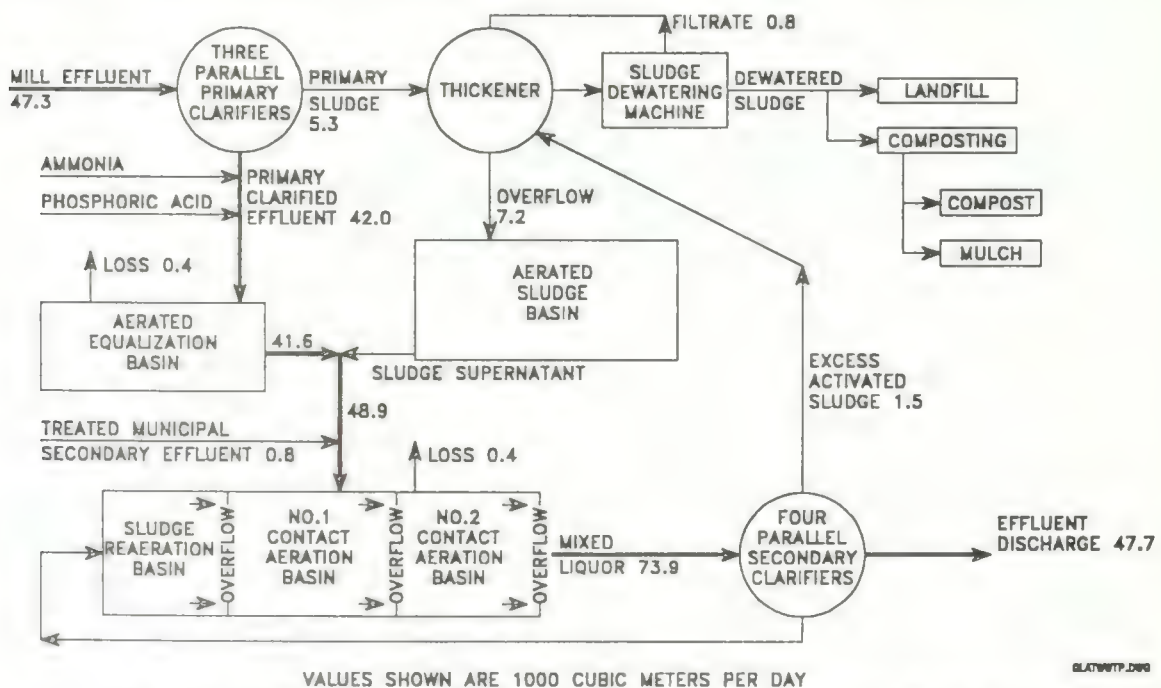 FILTRATE 0.8
MILL EFFLUENT
47.3
THREE
PARALLEL
PRIMARY
CLARIFIERS
PRIMARY
SLUDGE
5.3
THICKENER
SLUDGE
DEWATERING
MACHINE
DEWATERED
SLUDGE
LANDFILL
COMPOSTING
COMPOST
MULCH
AMMONIA
PHOSPHORIC ACID
PRIMARY
CLARIFIED
EFFLUENT 42.0
OVERFLOW
7.2
LOSS 0.4
AERATED
EQUALIZATION
BASIN
41.6
AERATED
SLUDGE
BASIN
SLUDGE SUPERNATANT
EXCESS
ACTIVATED
SLUDGE 1.5
48.9
TREATED MUNICIPAL
SECONDARY EFFLUENT 0.8
LOSS 0.4
SLUDGE
REAERATION
BASIN
OVERFLOW
NO.1
CONTACT
AERATION
BASIN
OVERFLOW
NO.2
CONTACT
AERATION
BASIN
OVERFLOW
MIXED
LIQUOR 73.9
FOUR
PARALLEL
SECONDARY
CLARIFIERS
EFFLUENT
DISCHARGE 47.7
VALUES SHOWN ARE 1000 CUBIC METERS PER DAY